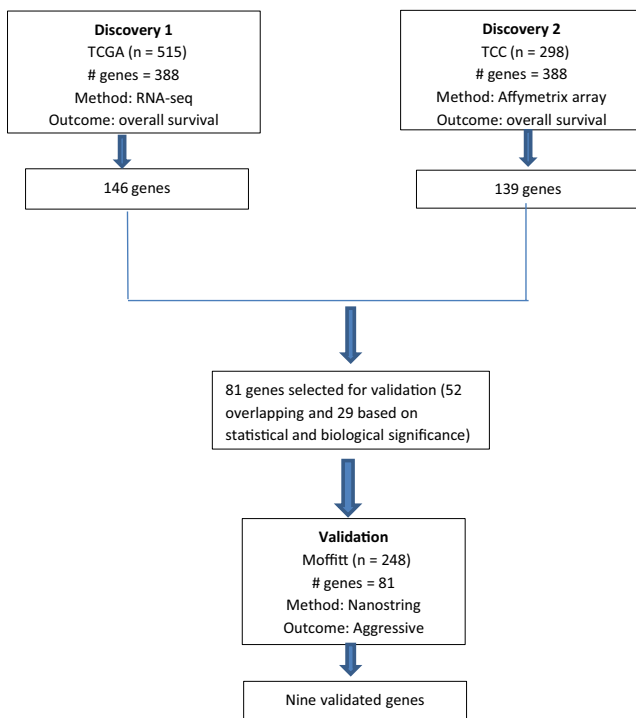 Discovery 1
TCGA (n = 515)
# genes = 388
Method: RNA-seq
Outcome: overall survival
Discovery 2
TCC (n = 298)
# genes = 388
Method: Affymetrix array
Outcome: overall survival
146 genes
139 genes
81 genes selected for validation (52
overlapping and 29 based on
statistical and biological significance)
Validation
Moffitt (n = 248)
# genes = 81
Method: Nanostring
Outcome: Aggressive
Nine validated genes